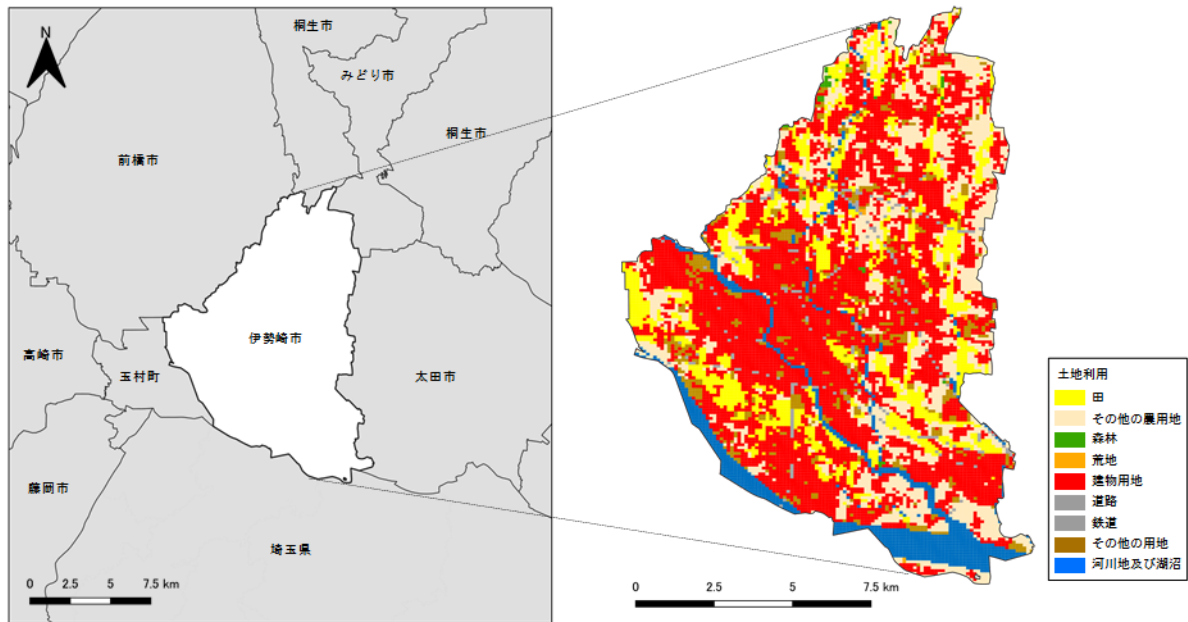 桐生市
N
みどり市
桐生市
前橋市
伊勢崎市
高崎市
玉村町
太田市
藤岡市
埼玉県
0 2.5 5 7.5 km
土地利用
田
その他の農用地
森林
荒地
建物用地
道路
鉄道
その他の用地
河川地及び湖沼
0 2.5 5 7.5 km